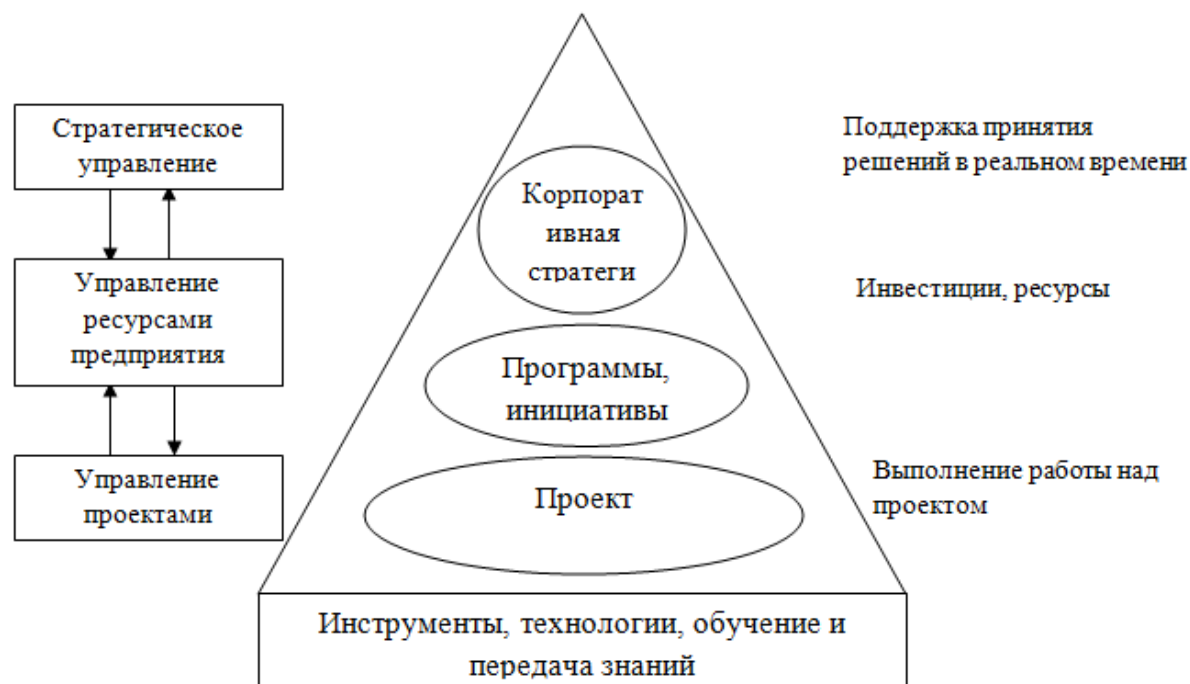 Стратегическое
управление
Поддержка принятия
решений в реальном времени
Корпорат
ивная
стратеги
Управление
ресурсами
предприятия
Инвестиции, ресурсы
Программы,
инициативы
Управление
проектами
Проект
Выполнение работы над
проектом
Инструменты, технологии, обучение и
передача знаний